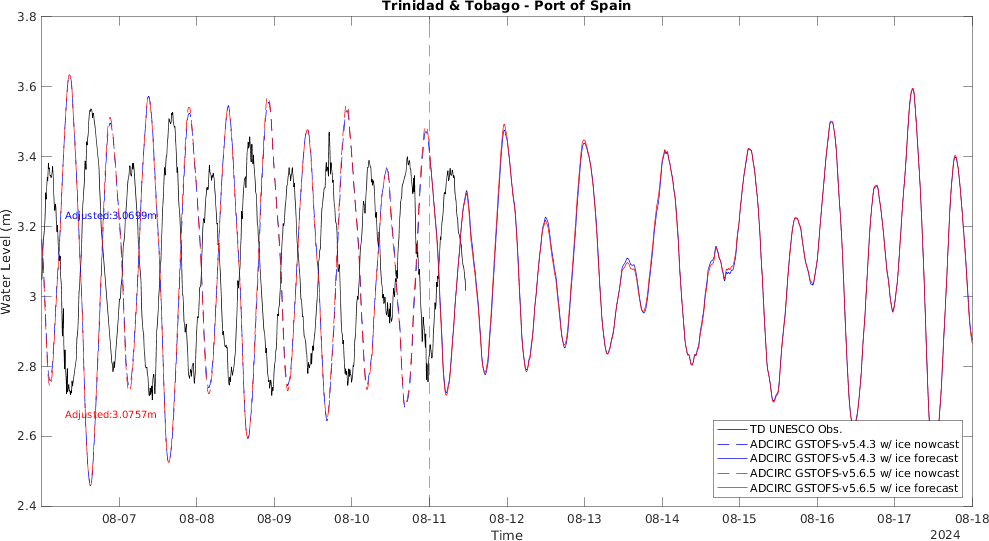 Trinidad & Tobago - Port of Spain
3.8
3.6
3.4
3.2
3
2.8
2.6
2.4
Water Level (m)
Adjusted:3.0699m
Adjusted:3.0757m
TD UNESCO Obs.
ADCIRC GSTOFS-v5.4.3 w/ ice nowcast
ADCIRC GSTOFS-v5.4.3 w/ ice forecast
ADCIRC GSTOFS-v5.6.5 w/ ice nowcast
ADCIRC GSTOFS-v5.6.5 w/ ice forecast
08-07 08-08 08-09 08-10 08-11 08-12 08-13 08-14 08-15 08-16 08-17 08-18
Time
2024